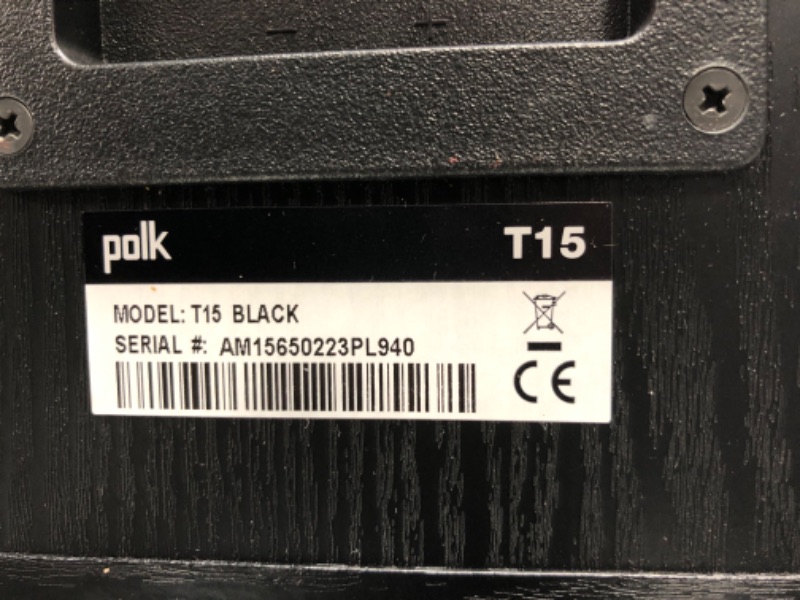 - +
polk T15
MODEL: T15 BLACK
SERIAL #: AM15650223PL940
CE